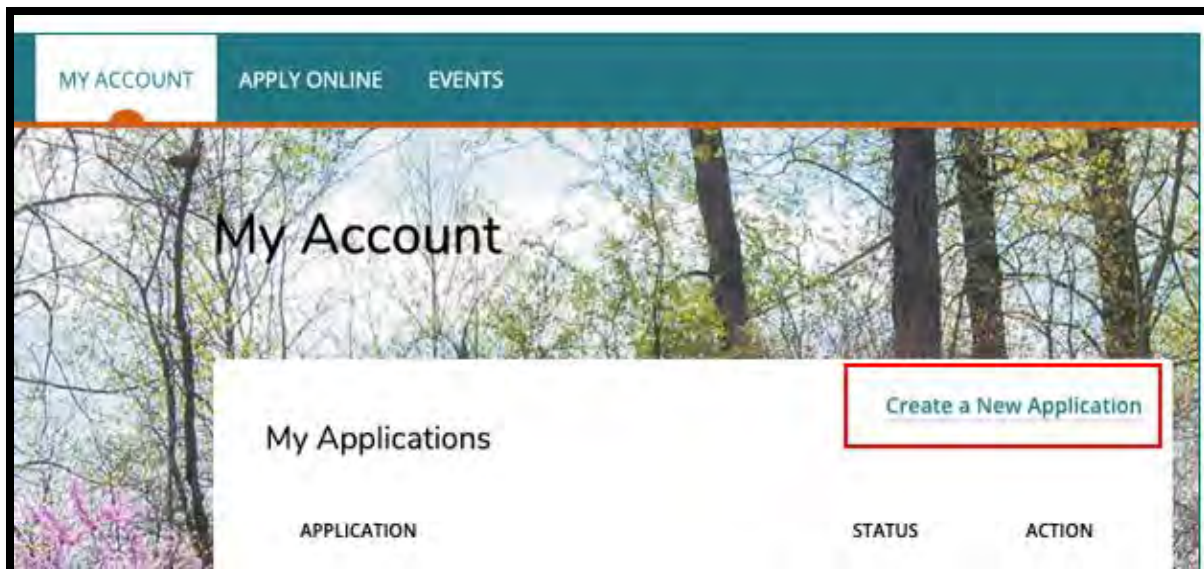 MY ACCOUNT APPLY ONLINE EVENTS
My Account
Create a New Application
My Applications
APPLICATION STATUS ACTION